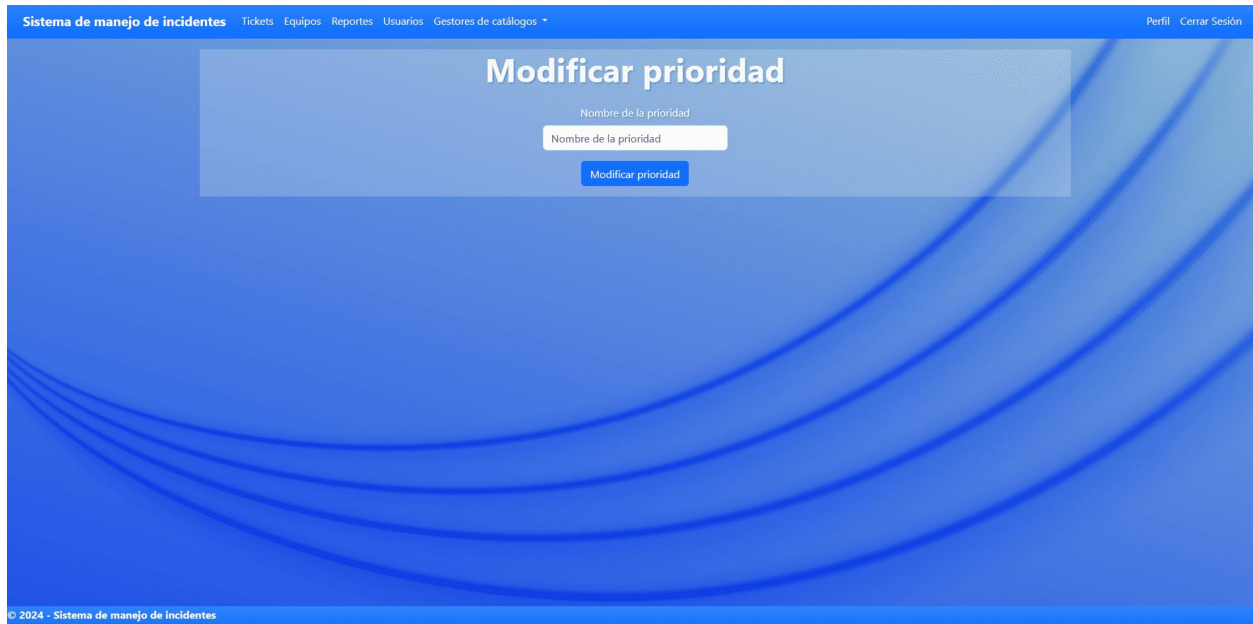 Sistema de manejo de incidentes Tickets Equipos Reportes Usuarios Gestores de catálogos Perfil Cerrar Sesión
Modificar prioridad
Nombre de la prioridad
Nombre de la prioridad
Modificar prioridad
© 2024 - Sistema de manejo de incidentes